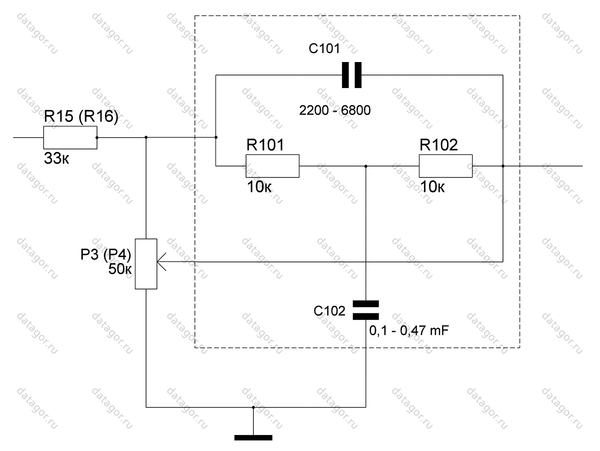 C101
2200 - 6800
R15 (R16)
33к
R101
10к
R102
10к
P3 (P4)
50к
C102
0,1 - 0,47 mF
datagor.ru